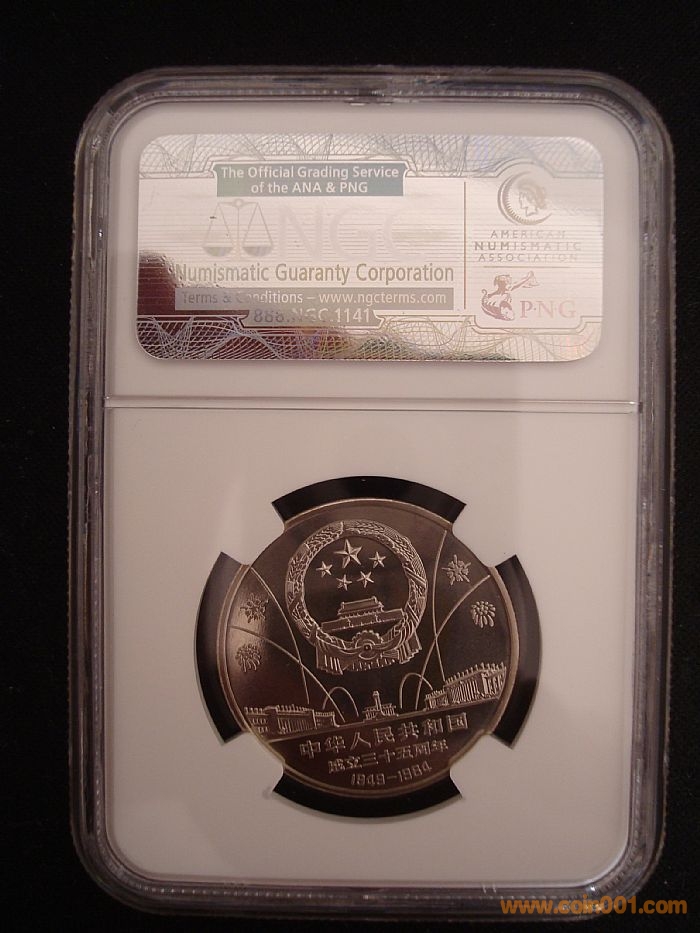 The Official Grading Service
of the ANA & PNG
NGC
Numismatic Guaranty Corporation
Terms & Conditions – www.ngcterms.com
888.NGC.1141
AMERICAN
NUMISMATIC
ASSOCIATION
P·N·G
中华人民共和国
成立三十五周年
1949-1984
www.coin001.com